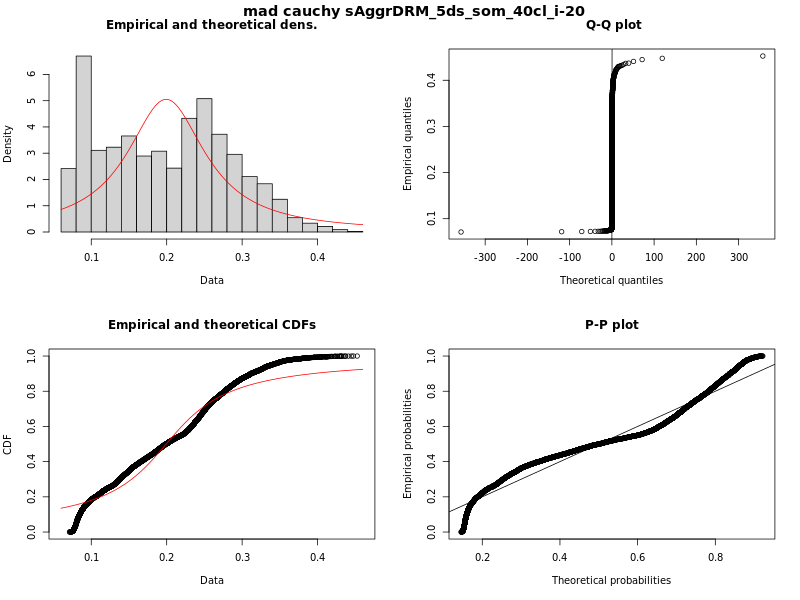 mad cauchy sAggrDRM_5ds_som_40cl_i-20
Empirical and theoretical dens.
Density
0 1 2 3 4 5 6
0.1 0.2 0.3 0.4
Data
Q-Q plot
Empirical quantiles
0.1 0.2 0.3 0.4
-300 -200 -100 0 100 200 300
Theoretical quantiles
Empirical and theoretical CDFs
CDF
0.0 0.2 0.4 0.6 0.8 1.0
0.1 0.2 0.3 0.4
Data
P-P plot
Empirical probabilities
0.0 0.2 0.4 0.6 0.8 1.0
0.2 0.4 0.6 0.8
Theoretical probabilities